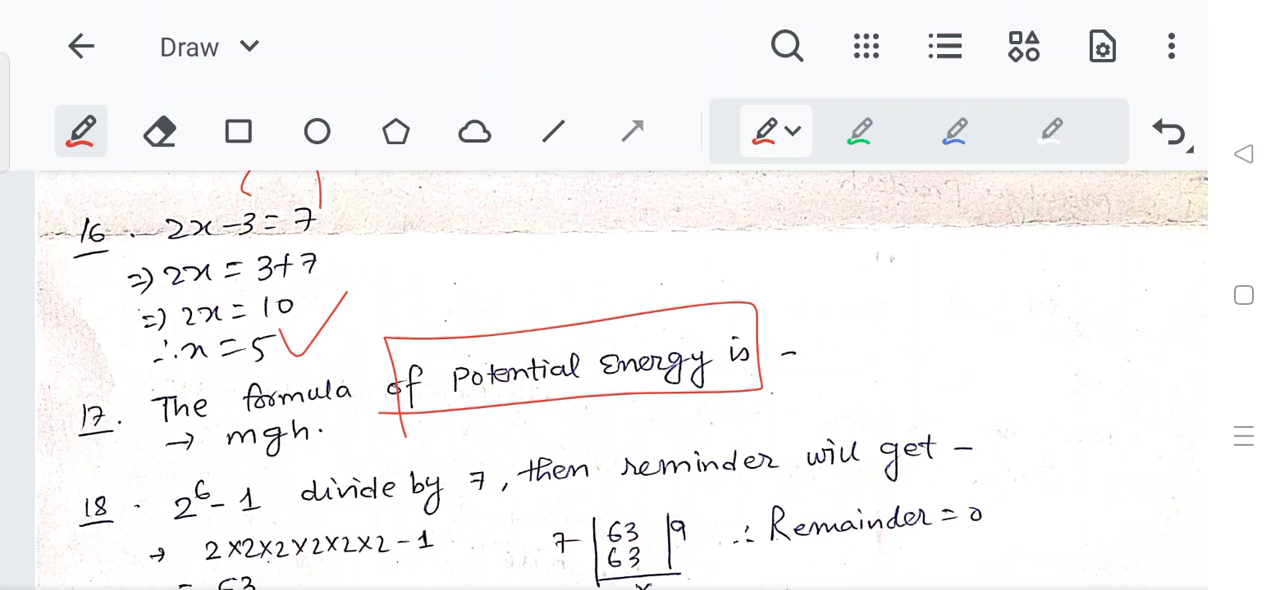 Draw
16. 2x-3=7
⇒ 2x = 3+7
⇒ 2x = 10
∴ x = 5
17. The formula of Potential Energy is -
→ mgh.
18. 2⁶-1 divide by 7, then reminder will get -
→ 2×2×2×2×2×2-1
7 | 63 | 9 ∴ Remainder = 0
63
= 63